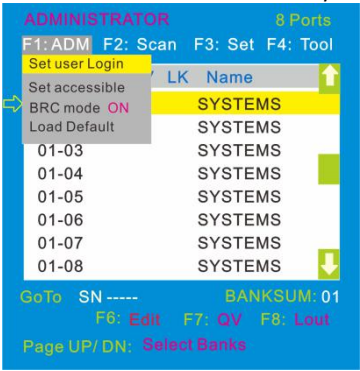 ADMINISTRATOR 8 Ports
F1: ADM F2: Scan F3: Set F4: Tool
Set user Login
LK Name
Set accessible
BRC mode ON
SYSTEMS
Load Default
SYSTEMS
01-03 SYSTEMS
01-04 SYSTEMS
01-05 SYSTEMS
01-06 SYSTEMS
01-07 SYSTEMS
01-08 SYSTEMS
GoTo SN ----- BANKSUM: 01
F6: Edit F7: QV F8: Lout
Page UP/ DN: Select Banks